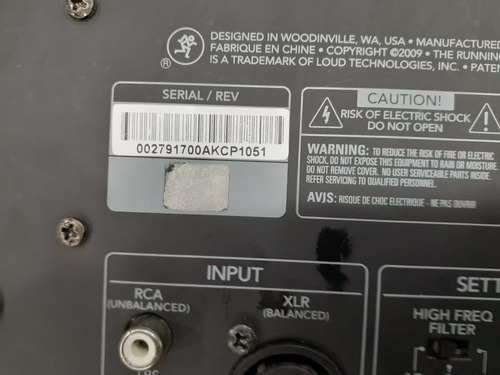 DESIGNED IN WOODINVILLE, WA, USA • MANUFACTURED
FABRIQUE EN CHINE • COPYRIGHT ©2009 • THE RUNNING
IS A TRADEMARK OF LOUD TECHNOLOGIES, INC. • PATEN
®
SERIAL / REV
002791700AKCP1051
CAUTION!
RISK OF ELECTRIC SHOCK
DO NOT OPEN
WARNING: TO REDUCE THE RISK OF FIRE OR ELECTRIC
SHOCK, DO NOT EXPOSE THIS EQUIPMENT TO RAIN OR MO
DO NOT REMOVE COVER. NO USER SERVICEABLE PARTS INSIDE.
REFER SERVICING TO QUALIFIED PERSONNEL.
AVIS: RISQUE DE CHOC ELECTRIQUE - NE PAS OUVRIR
INPUT
RCA
(UNBALANCED)
XLR
(BALANCED)
SETT
HIGH FREQ
FILTER